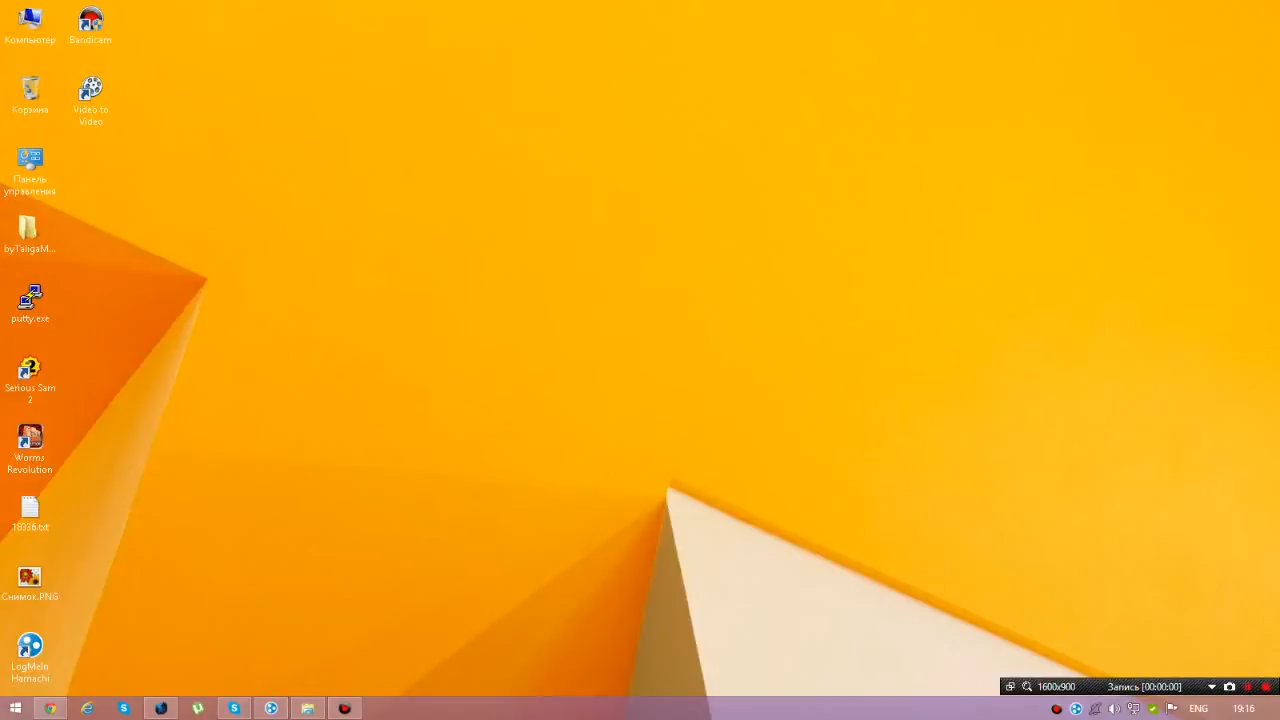 Компьютер
Bandicam
Корзина
Video to
Video
Панель
управления
byTaligaM...
putty.exe
Serious Sam
2
Worms
Revolution
18336.txt
Снимок.PNG
LogMeIn
Hamachi
1600x900
Запись [00:00:00]
ENG
19:16